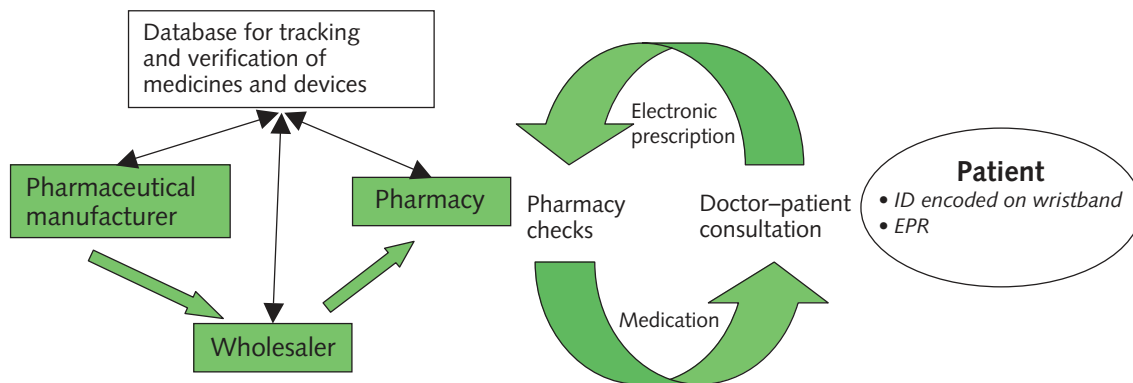 Database for tracking
and verification of
medicines and devices
Pharmaceutical
manufacturer
Pharmacy
Wholesaler
Electronic
prescription
Pharmacy
checks
Doctor–patient
consultation
Medication
Patient
• ID encoded on wristband
• EPR